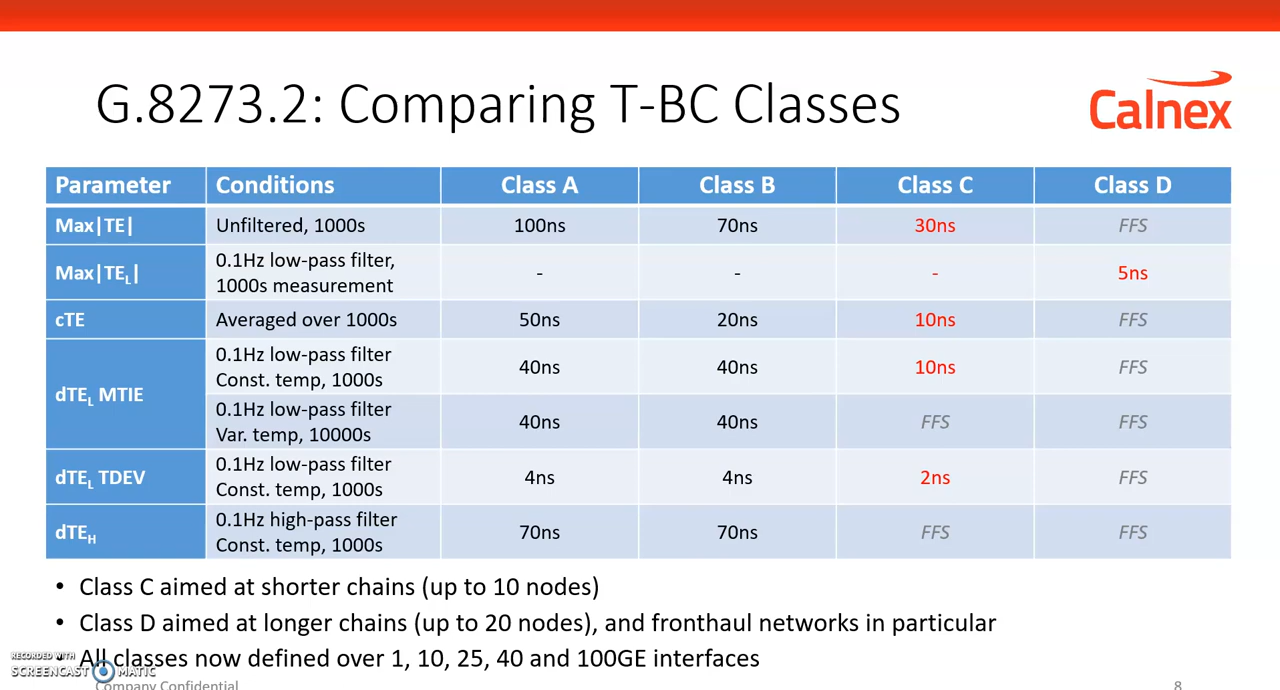 G.8273.2: Comparing T-BC Classes
Calnex
Parameter Conditions Class A Class B Class C Class D
Max|TE| Unfiltered, 1000s 100ns 70ns 30ns FFS
Max|TEL| 0.1Hz low-pass filter, 1000s measurement - - - 5ns
cTE Averaged over 1000s 50ns 20ns 10ns FFS
dTEL MTIE 0.1Hz low-pass filter Const. temp, 1000s 40ns 40ns 10ns FFS
0.1Hz low-pass filter Var. temp, 10000s 40ns 40ns FFS FFS
dTEL TDEV 0.1Hz low-pass filter Const. temp, 1000s 4ns 4ns 2ns FFS
dTEH 0.1Hz high-pass filter Const. temp, 1000s 70ns 70ns FFS FFS
• Class C aimed at shorter chains (up to 10 nodes)
• Class D aimed at longer chains (up to 20 nodes), and fronthaul networks in particular
• All classes now defined over 1, 10, 25, 40 and 100GE interfaces
RECORDED WITH
SCREENCAST MATIC
Company Confidential
8